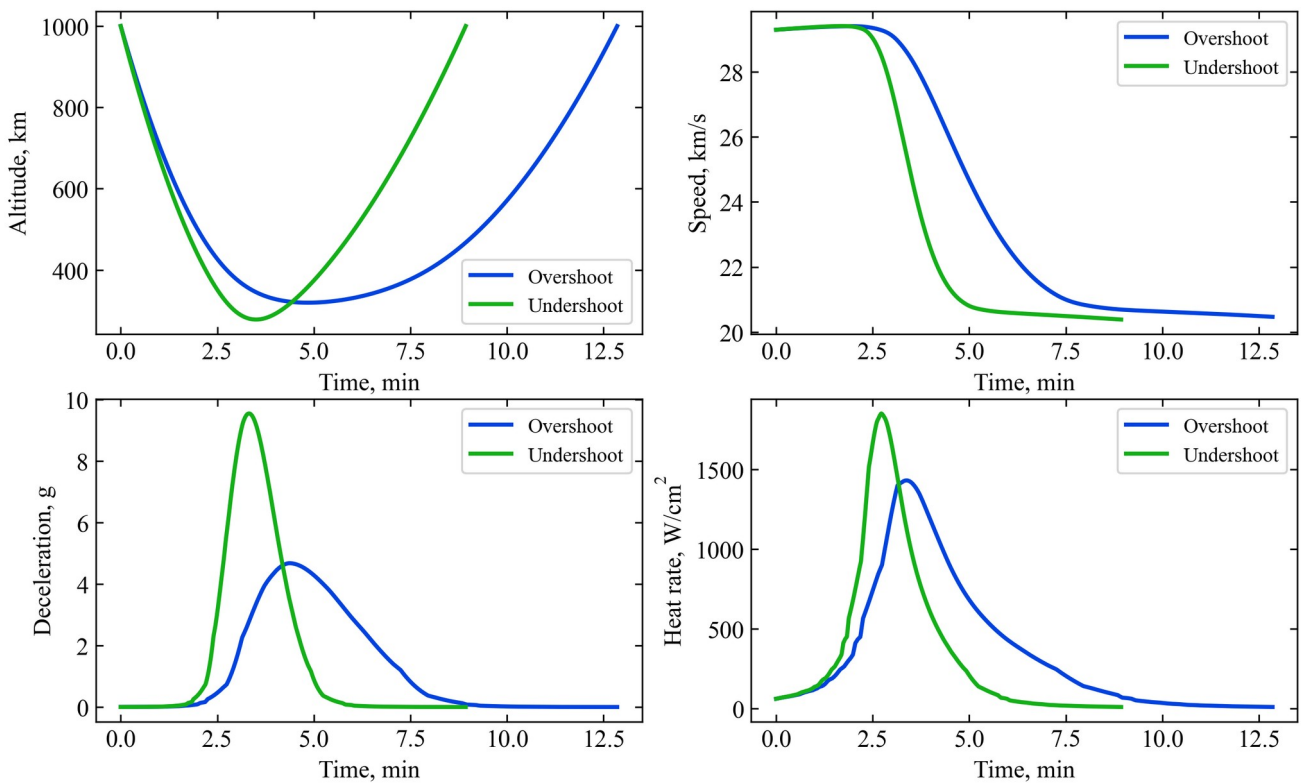 1000
800
600
400
Altitude, km
0.0 2.5 5.0 7.5 10.0 12.5
Time, min
Overshoot
Undershoot
28
26
24
22
20
Speed, km/s
0.0 2.5 5.0 7.5 10.0 12.5
Time, min
Overshoot
Undershoot
10
8
6
4
2
0
Deceleration, g
0.0 2.5 5.0 7.5 10.0 12.5
Time, min
Overshoot
Undershoot
1500
1000
500
0
Heat rate, W/cm²
0.0 2.5 5.0 7.5 10.0 12.5
Time, min
Overshoot
Undershoot